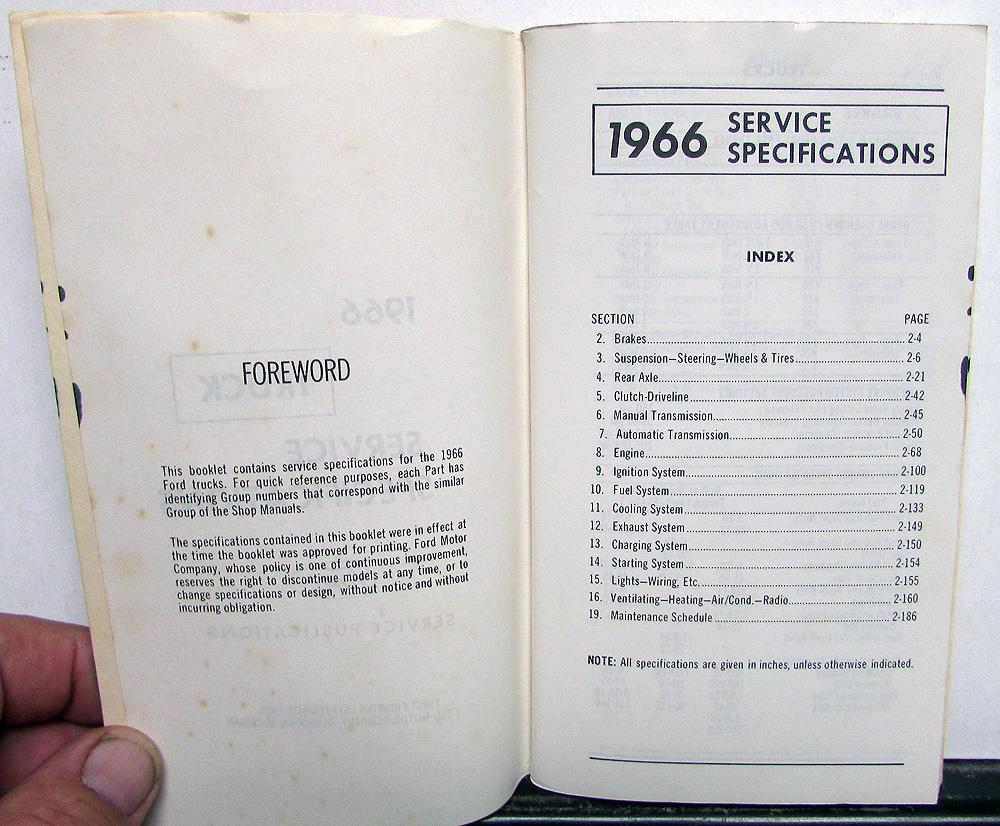 FOREWORD
This booklet contains service specifications for the 1966
Ford trucks. For quick reference purposes, each Part has
identifying Group numbers that correspond with the similar
Group of the Shop Manuals.
The specifications contained in this booklet were in effect at
the time the booklet was approved for printing. Ford Motor
Company, whose policy is one of continuous improvement,
reserves the right to discontinue models at any time, or to
change specifications or design, without notice and without
incurring obligation.
1966 SERVICE
SPECIFICATIONS
INDEX
SECTION PAGE
2. Brakes 2-4
3. Suspension—Steering—Wheels & Tires 2-6
4. Rear Axle 2-21
5. Clutch-Driveline 2-42
6. Manual Transmission 2-45
7. Automatic Transmission 2-50
8. Engine 2-68
9. Ignition System 2-100
10. Fuel System 2-119
11. Cooling System 2-133
12. Exhaust System 2-149
13. Charging System 2-150
14. Starting System 2-154
15. Lights—Wiring, Etc. 2-155
16. Ventilating—Heating—Air/Cond.—Radio 2-160
19. Maintenance Schedule 2-186
NOTE: All specifications are given in inches, unless otherwise indicated.